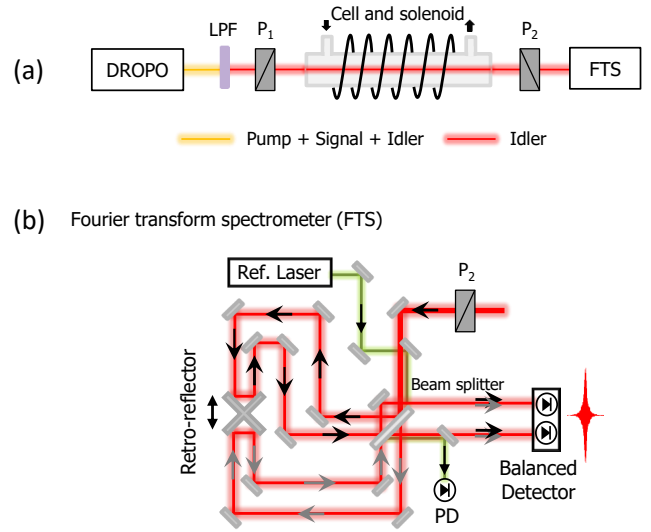 (a)
LPF
P1
Cell and solenoid
P2
DROPO
FTS
Pump + Signal + Idler
Idler
(b) Fourier transform spectrometer (FTS)
Ref. Laser
P2
Retro-reflector
Beam splitter
Balanced
Detector
PD